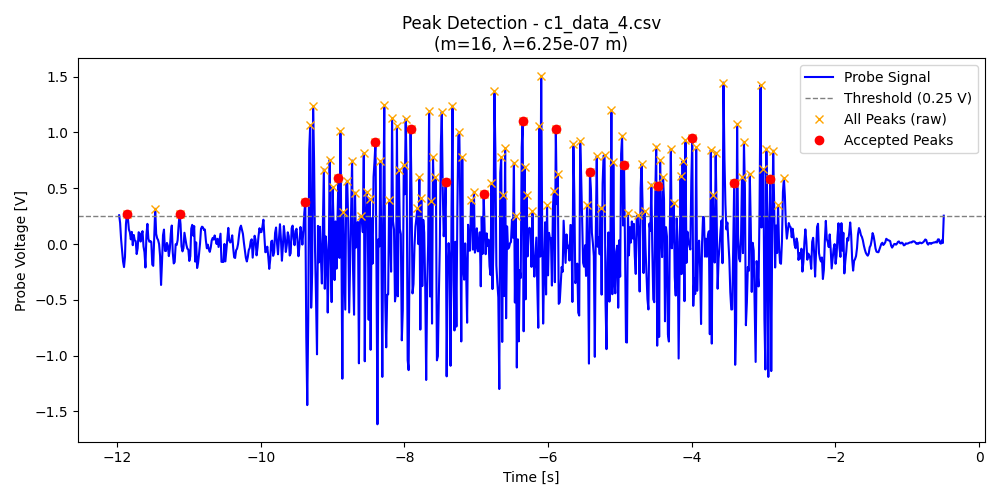 Peak Detection - c1_data_4.csv
(m=16, λ=6.25e-07 m)
Probe Signal
Threshold (0.25 V)
All Peaks (raw)
Accepted Peaks
Probe Voltage [V]
1.5
1.0
0.5
0.0
−0.5
−1.0
−1.5
−12 −10 −8 −6 −4 −2 0
Time [s]